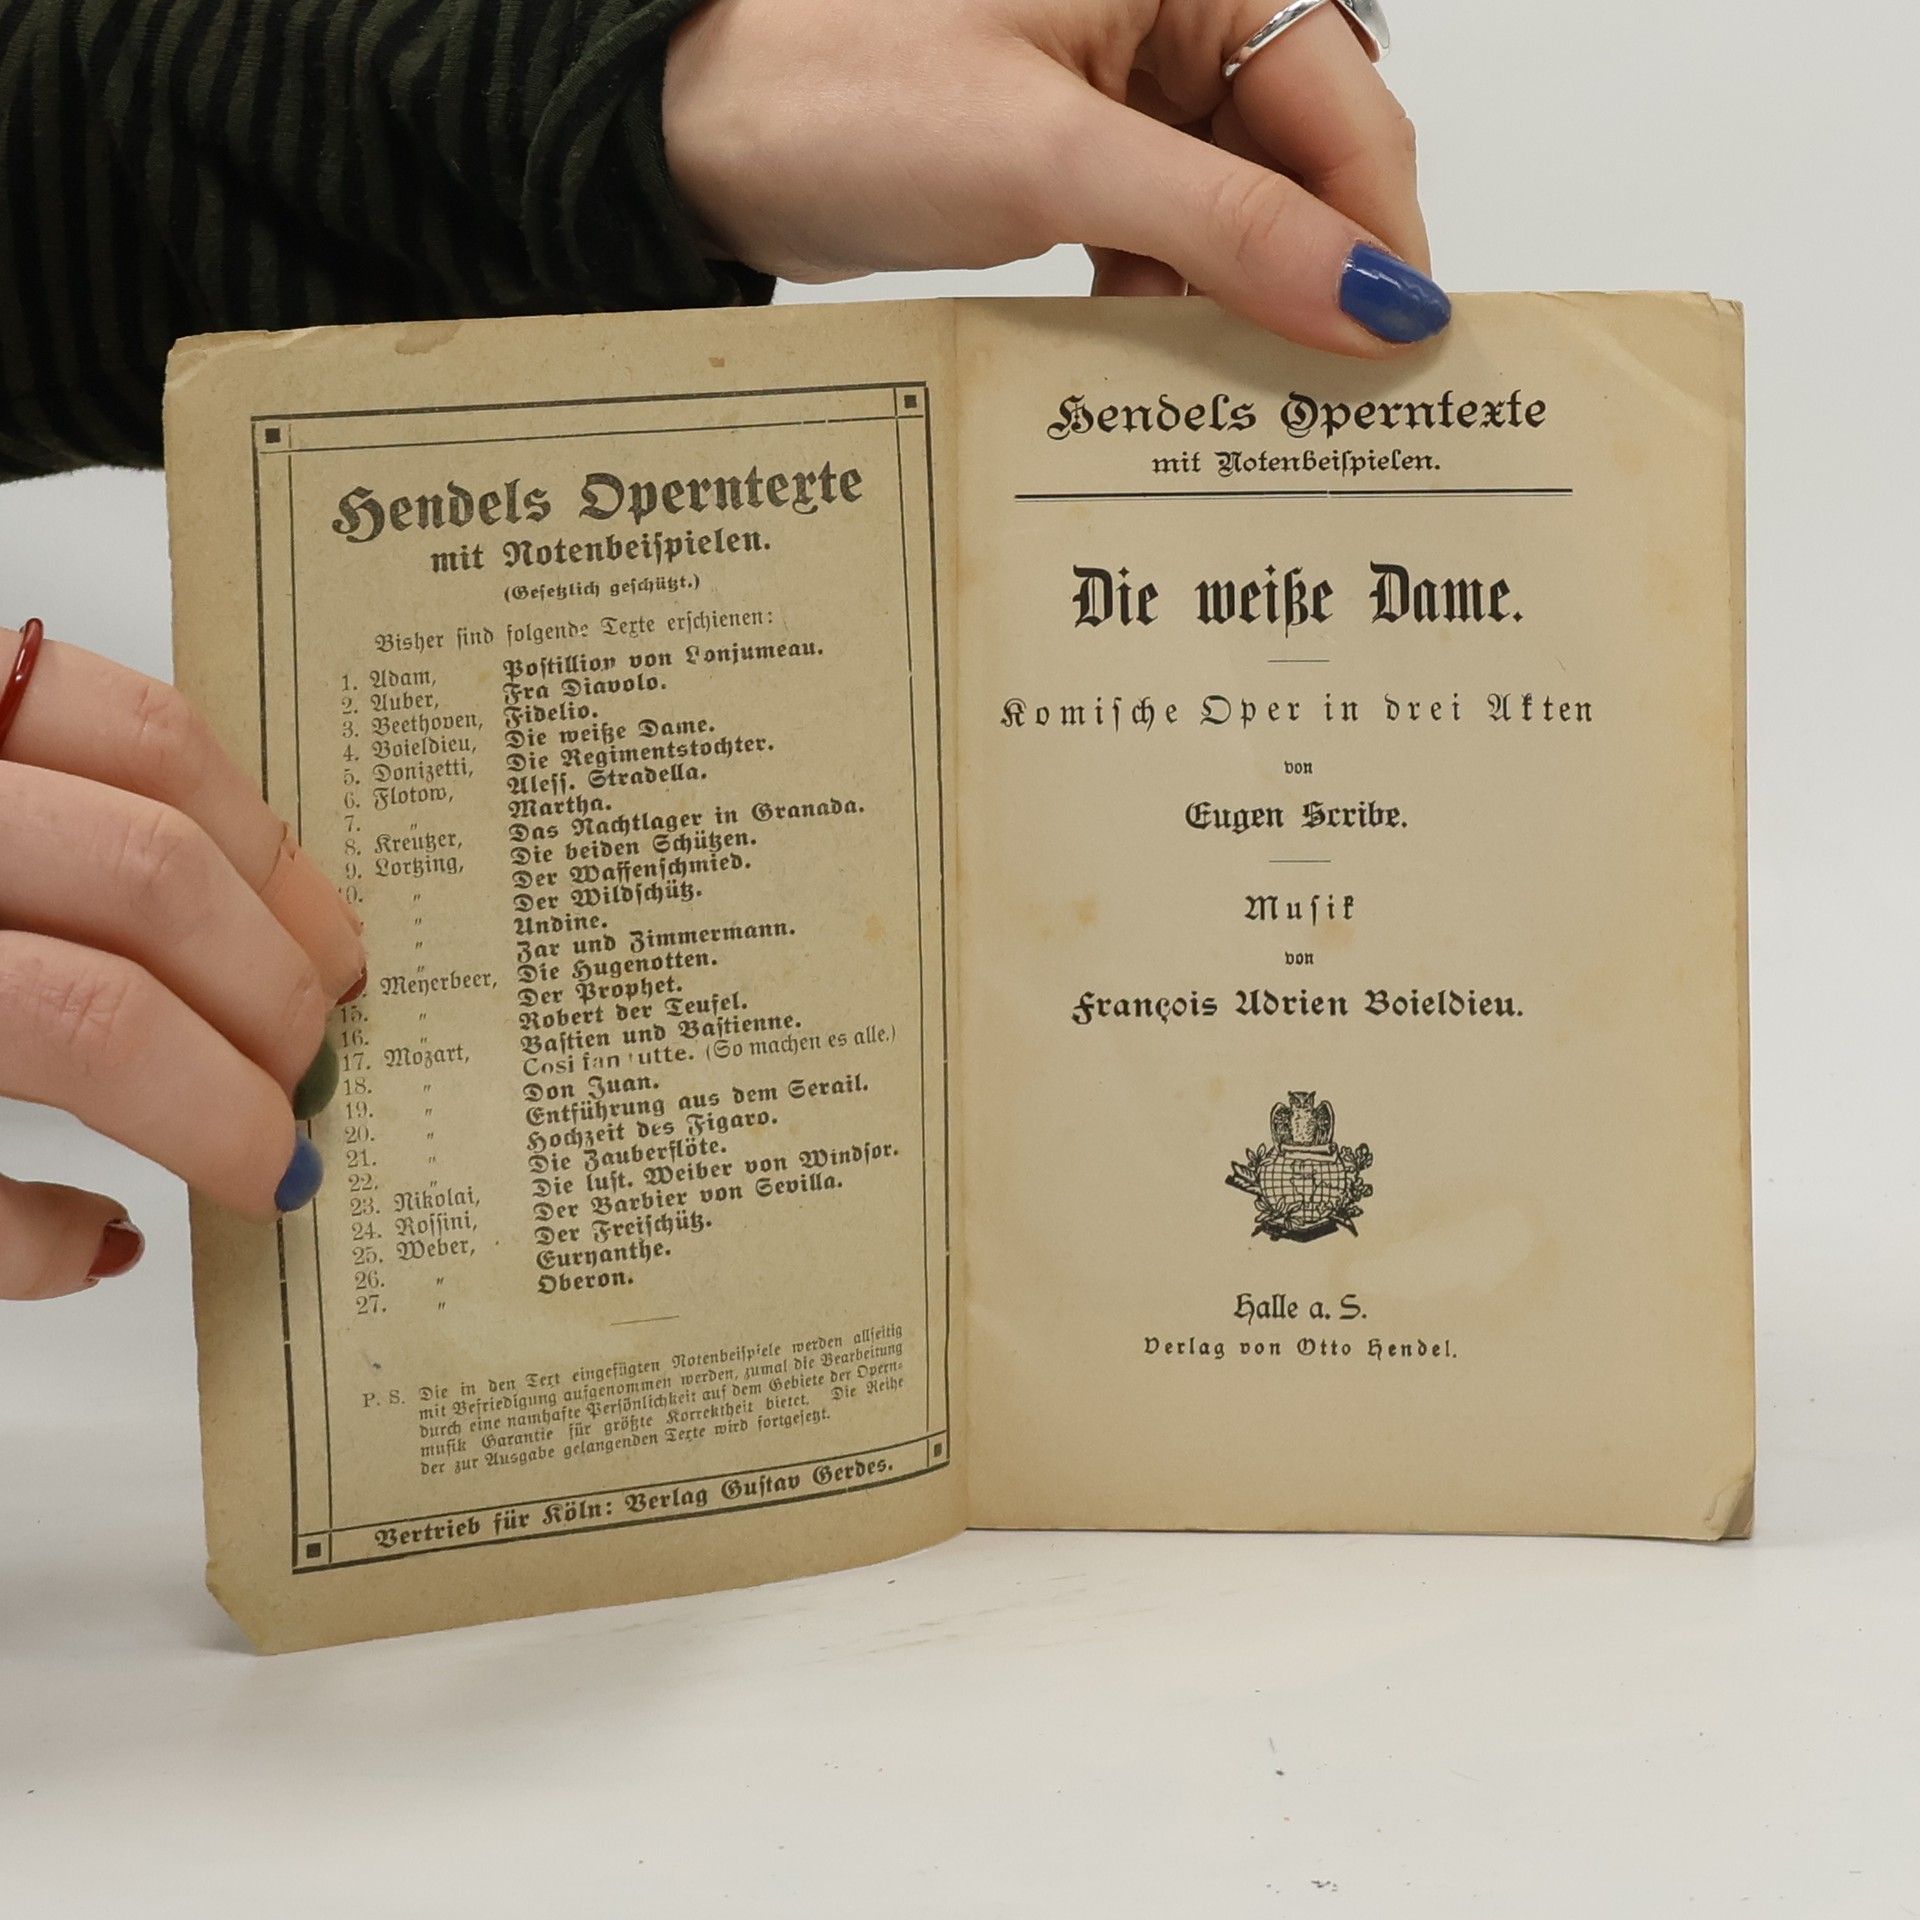 Hendels Operntexte
mit Notenbeiſpielen.
(Geſetzlich geſchützt.)
Bisher ſind folgende Texte erſchienen:
1. Adam, Poſtillion von Lonjumeau.
2. Auber, Fra Diavolo.
3. Beethoven, Fidelio.
4. Boieldieu, Die weiße Dame.
5. Donizetti, Die Regimentstochter.
6. Flotow, Aleſſ. Stradella.
7. „ Martha.
8. Kreutzer, Das Nachtlager in Granada.
9. Lortzing, Die beiden Schützen.
0. „ Der Waffenſchmied.
„ Der Wildſchütz.
„ Undine.
„ Zar und Zimmermann.
Meyerbeer, Die Hugenotten.
15. „ Der Prophet.
16. „ Robert der Teufel.
17. Mozart, Baſtien und Baſtienne.
18. „ Cosi fan tutte. (So machen es alle.)
19. „ Don Juan.
20. „ Entführung aus dem Serail.
21. „ Hochzeit des Figaro.
22. „ Die Zauberflöte.
23. Nikolai, Die luſt. Weiber von Windſor.
24. Roſſini, Der Barbier von Sevilla.
25. Weber, Der Freiſchütz.
26. „ Euryanthe.
27. „ Oberon.
P. S. Die in den Text eingefügten Notenbeiſpiele werden allſeitig
mit Befriedigung aufgenommen werden, zumal die Bearbeitung
durch eine namhafte Perſönlichkeit auf dem Gebiete der Opern-
muſik Garantie für größte Korrektheit bietet. Die Reihe
der zur Ausgabe gelangenden Texte wird fortgeſetzt.
Vertrieb für Köln: Verlag Guſtav Gerdes.
Hendels Operntexte
mit Notenbeiſpielen.
Die weiße Dame.
Komiſche Oper in drei Akten
von
Eugen Scribe.
Muſik
von
François Adrien Boieldieu.
Halle a. S.
Verlag von Otto Hendel.